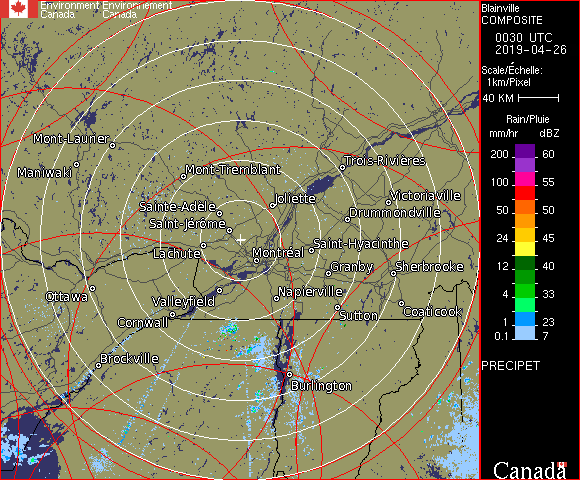 Environment Environnement
Canada Canada
Blainville
COMPOSITE
0030 UTC
2019-04-26
Scale/Échelle:
1km/Pixel
40 KM
Rain/Pluie
mm/hr dBZ
200 60
100 55
50 50
24 45
12 40
4 33
1 23
0.1 7
PRECIPET
Mont-Laurier
Maniwaki
Mont-Tremblant
Trois-Rivières
Sainte-Adèle
Joliette
Victoriaville
Saint-Jérôme
Drummondville
Lachute
Montréal
Saint-Hyacinthe
Granby
Sherbrooke
Ottawa
Valleyfield
Napierville
Cornwall
Sutton
Coaticook
Brockville
Burlington
Canada